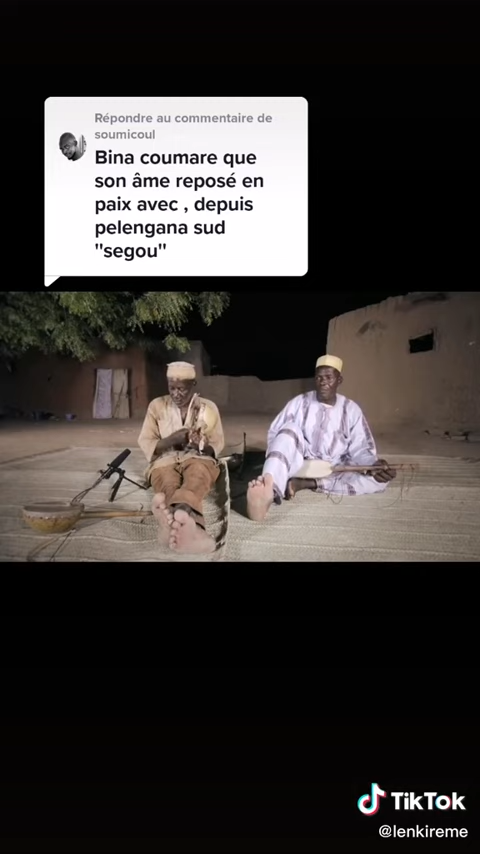 Répondre au commentaire de
soumicoul
Bina coumare que
son âme reposé en
paix avec , depuis
pelengana sud
"segou"
TikTok
@lenkireme